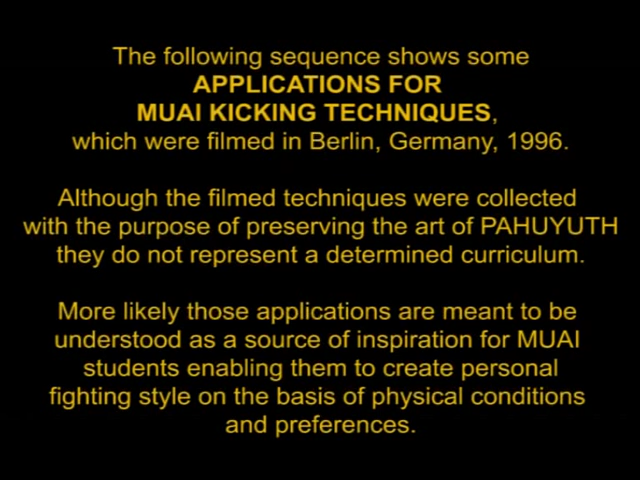 The following sequence shows some
APPLICATIONS FOR
MUAI KICKING TECHNIQUES,
which were filmed in Berlin, Germany, 1996.
Although the filmed techniques were collected
with the purpose of preserving the art of PAHUYUTH
they do not represent a determined curriculum.
More likely those applications are meant to be
understood as a source of inspiration for MUAI
students enabling them to create personal
fighting style on the basis of physical conditions
and preferences.